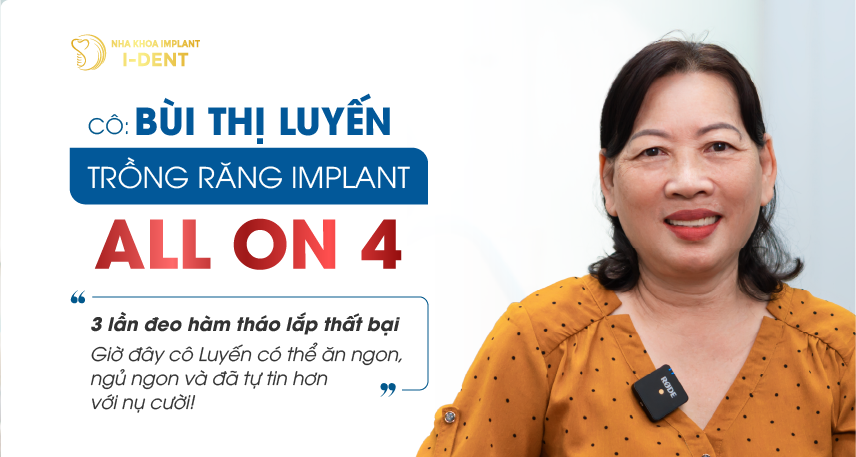 NHA KHOA IMPLANT
I-DENT
CÔ: BÙI THỊ LUYẾN
TRỒNG RĂNG IMPLANT
ALL ON 4
“
3 lần đeo hàm tháo lắp thất bại
Giờ đây cô Luyến có thể ăn ngon,
ngủ ngon và đã tự tin hơn
với nụ cười!
”
RØDE